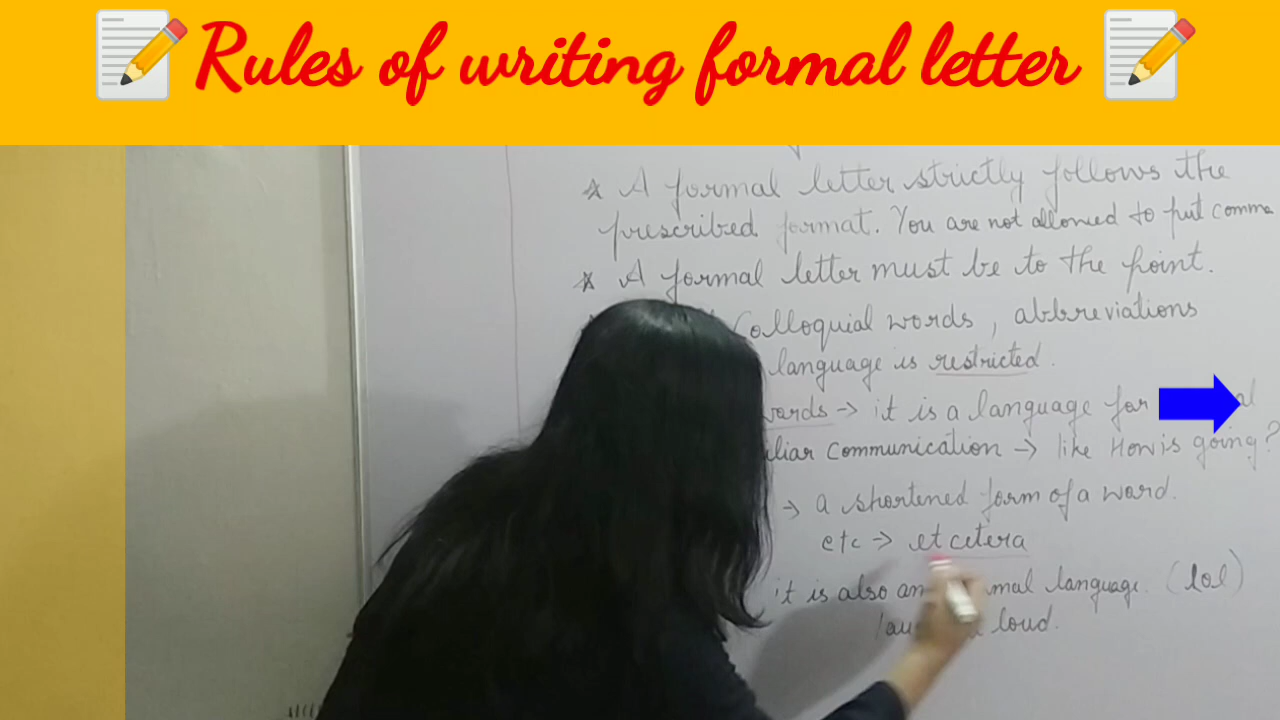 Rules of writing formal letter
* A formal letter strictly follows the
prescribed format. You are not allowed to put comma
* A formal letter must be to the point.
Colloquial words, abbreviations
language is restricted.
words -> it is a language for
communication -> like How is going?
-> a shortened form of a word.
etc -> et cetera
it is also an language. (lol)
loud.